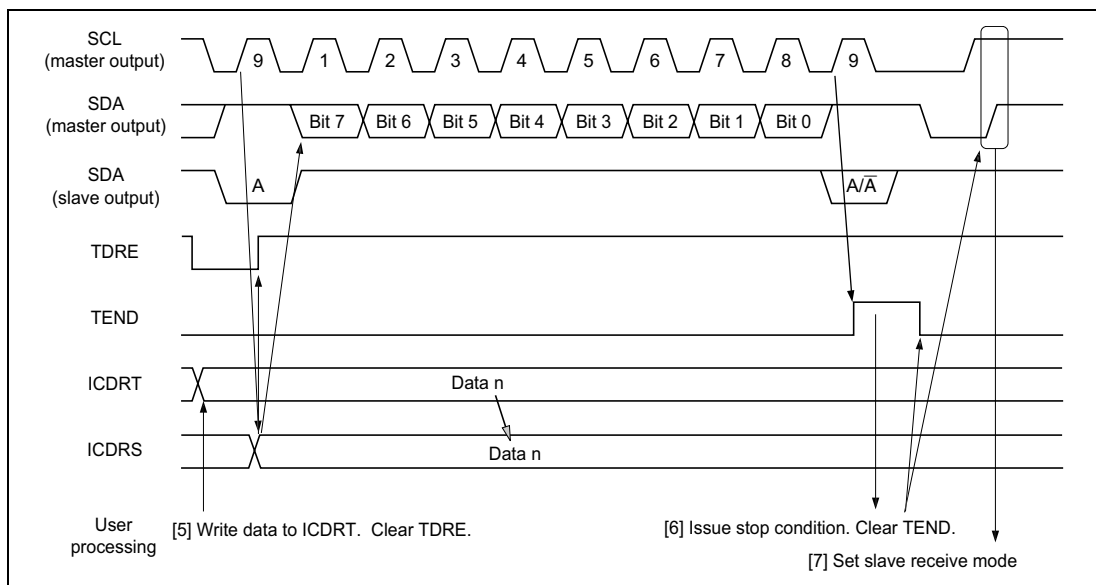 SCL
(master output)
9 1 2 3 4 5 6 7 8 9
SDA
(master output)
Bit 7 Bit 6 Bit 5 Bit 4 Bit 3 Bit 2 Bit 1 Bit 0
SDA
(slave output)
A A/A̅
TDRE
TEND
ICDRT
Data n
ICDRS
Data n
User
processing
[5] Write data to ICDRT. Clear TDRE.
[6] Issue stop condition. Clear TEND.
[7] Set slave receive mode